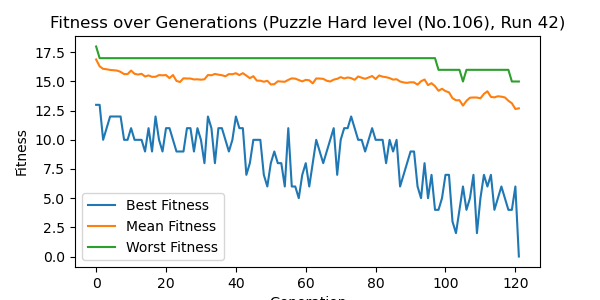 Fitness over Generations (Puzzle Hard level (No.106), Run 42)
Fitness
17.5
15.0
12.5
10.0
7.5
5.0
2.5
0.0
Best Fitness
Mean Fitness
Worst Fitness
0 20 40 60 80 100 120
Generation